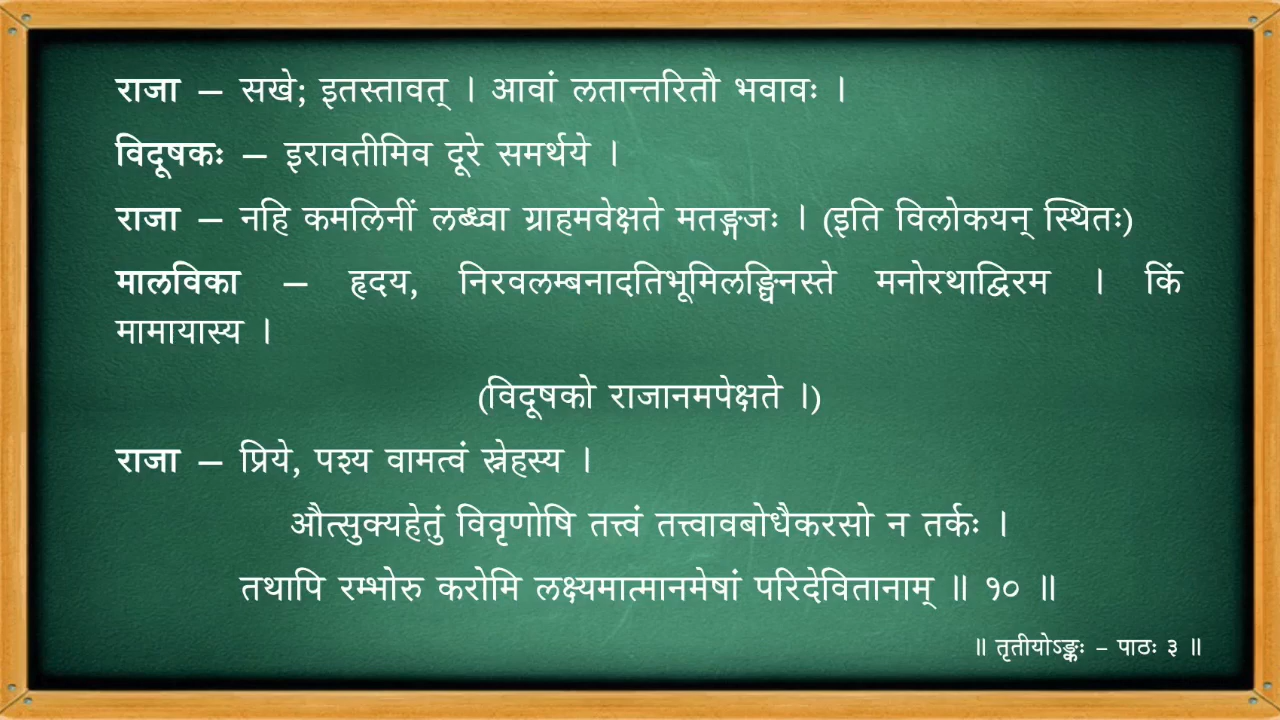 राजा – सखे; इतस्तावत् । आवां लतान्तरितौ भवावः ।
विदूषकः – इरावतीमिव दूरे समर्थये ।
राजा – नहि कमलिनीं लब्ध्वा ग्राहमवेक्षते मतङ्गजः । (इति विलोकयन् स्थितः)
मालविका – हृदय, निरवलम्बनादतिभूमिलङ्घिनस्ते मनोरथाद्विरम । किं
मामायास्य ।
(विदूषको राजानमपेक्षते ।)
राजा – प्रिये, पश्य वामत्वं स्नेहस्य ।
औत्सुक्यहेतुं विवृणोषि तत्त्वं तत्त्वावबोधैकरसो न तर्कः ।
तथापि रम्भोरु करोमि लक्ष्यमात्मानमेषां परिदेवितानाम् ॥ १० ॥
॥ तृतीयोऽङ्कः – पाठः ३ ॥